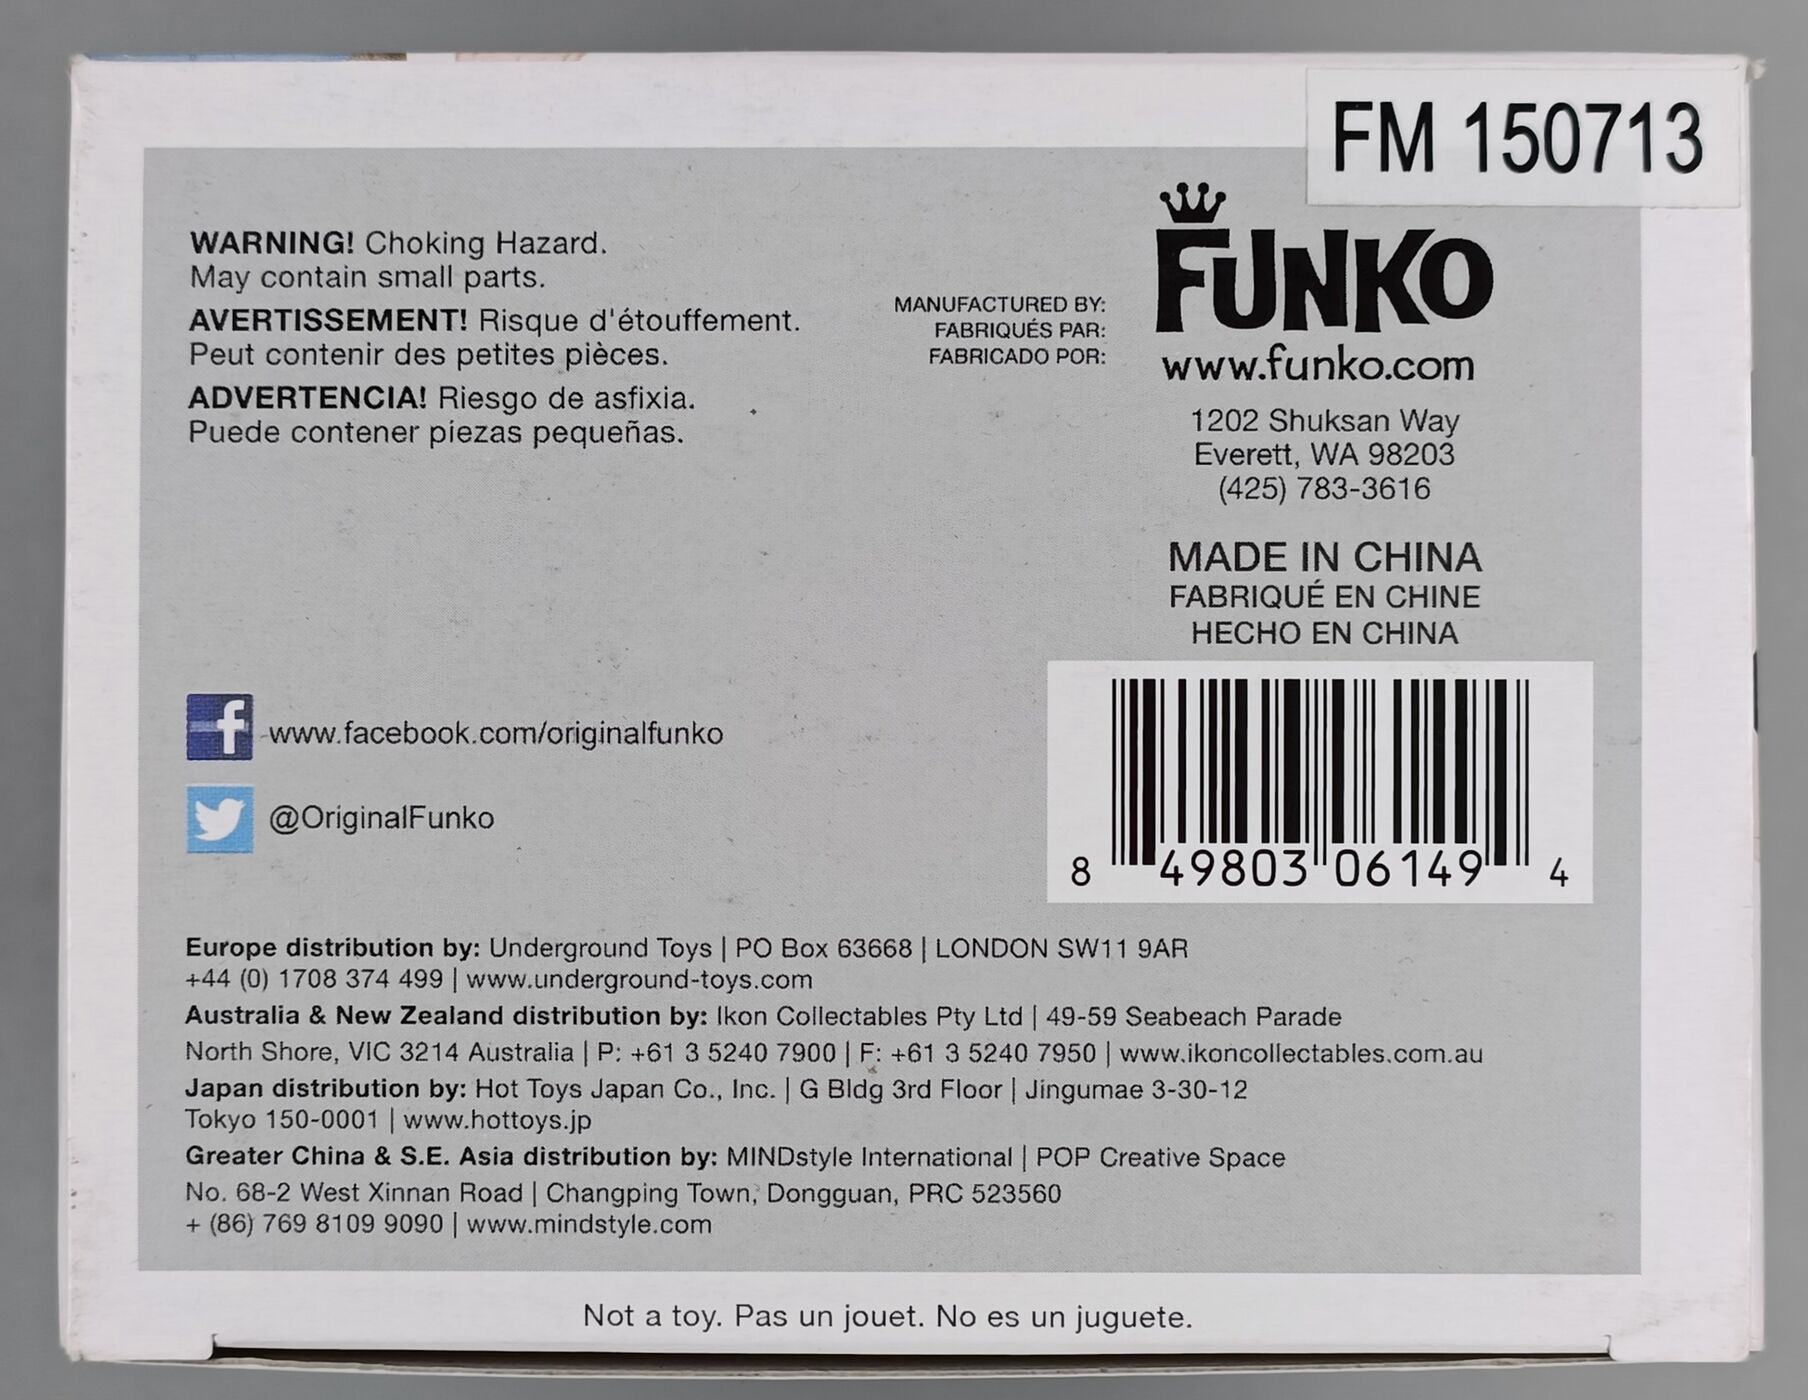 FM 150713
WARNING! Choking Hazard.
May contain small parts.
AVERTISSEMENT! Risque d'étouffement.
Peut contenir des petites pièces.
ADVERTENCIA! Riesgo de asfixia.
Puede contener piezas pequeñas.
MANUFACTURED BY:
FABRIQUÉS PAR:
FABRICADO POR:
FUNKO
www.funko.com
1202 Shuksan Way
Everett, WA 98203
(425) 783-3616
MADE IN CHINA
FABRIQUÉ EN CHINE
HECHO EN CHINA
f www.facebook.com/originalfunko
@OriginalFunko
8 49803 06149 4
Europe distribution by: Underground Toys | PO Box 63668 | LONDON SW11 9AR
+44 (0) 1708 374 499 | www.underground-toys.com
Australia & New Zealand distribution by: Ikon Collectables Pty Ltd | 49-59 Seabeach Parade
North Shore, VIC 3214 Australia | P: +61 3 5240 7900 | F: +61 3 5240 7950 | www.ikoncollectables.com.au
Japan distribution by: Hot Toys Japan Co., Inc. | G Bldg 3rd Floor | Jingumae 3-30-12
Tokyo 150-0001 | www.hottoys.jp
Greater China & S.E. Asia distribution by: MINDstyle International | POP Creative Space
No. 68-2 West Xinnan Road | Changping Town, Dongguan, PRC 523560
+ (86) 769 8109 9090 | www.mindstyle.com
Not a toy. Pas un jouet. No es un juguete.